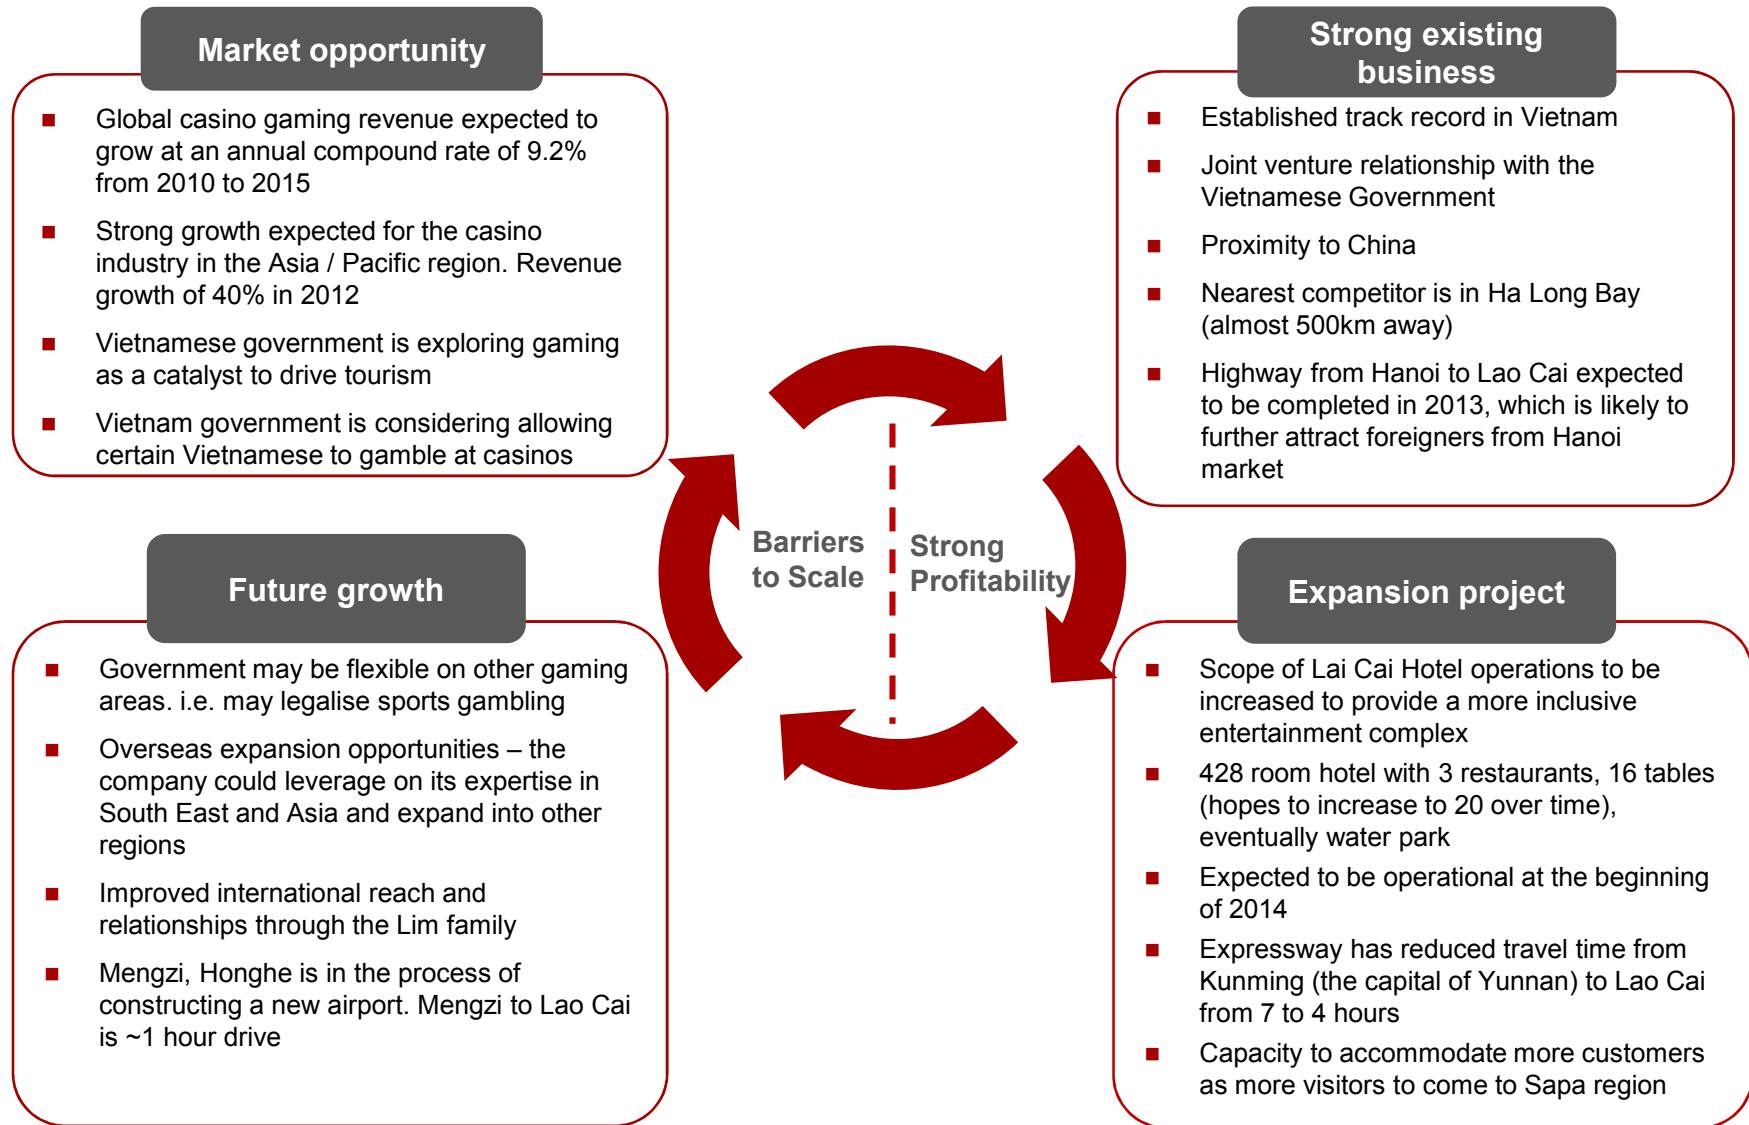 Market opportunity
■ Global casino gaming revenue expected to
grow at an annual compound rate of 9.2%
from 2010 to 2015
■ Strong growth expected for the casino
industry in the Asia / Pacific region. Revenue
growth of 40% in 2012
■ Vietnamese government is exploring gaming
as a catalyst to drive tourism
■ Vietnam government is considering allowing
certain Vietnamese to gamble at casinos
Strong existing
business
■ Established track record in Vietnam
■ Joint venture relationship with the
Vietnamese Government
■ Proximity to China
■ Nearest competitor is in Ha Long Bay
(almost 500km away)
■ Highway from Hanoi to Lao Cai expected
to be completed in 2013, which is likely to
further attract foreigners from Hanoi
market
Barriers
to Scale
Strong
Profitability
Future growth
■ Government may be flexible on other gaming
areas. i.e. may legalise sports gambling
■ Overseas expansion opportunities – the
company could leverage on its expertise in
South East and Asia and expand into other
regions
■ Improved international reach and
relationships through the Lim family
■ Mengzi, Honghe is in the process of
constructing a new airport. Mengzi to Lao Cai
is ~1 hour drive
Expansion project
■ Scope of Lai Cai Hotel operations to be
increased to provide a more inclusive
entertainment complex
■ 428 room hotel with 3 restaurants, 16 tables
(hopes to increase to 20 over time),
eventually water park
■ Expected to be operational at the beginning
of 2014
■ Expressway has reduced travel time from
Kunming (the capital of Yunnan) to Lao Cai
from 7 to 4 hours
■ Capacity to accommodate more customers
as more visitors to come to Sapa region